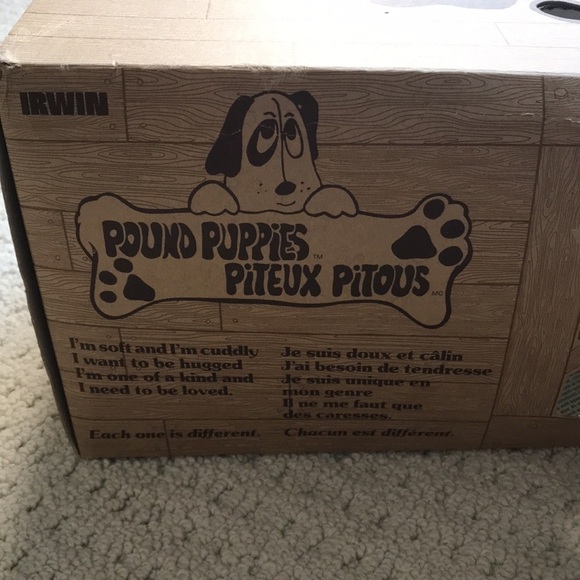 IRWIN
POUND PUPPIES™
PITEUX PITOUS MC
I'm soft and I'm cuddly
I want to be hugged
I'm one of a kind and
I need to be loved.
Each one is different.
Je suis doux et câlin
J'ai besoin de tendresse
Je suis unique en
mon genre
Il ne me faut que
des caresses.
Chacun est différent.